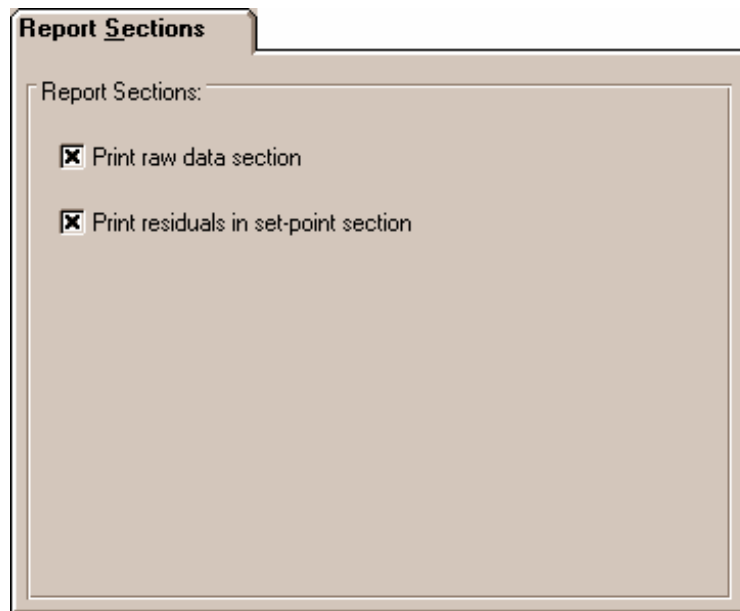 Report Sections
Report Sections:
Print raw data section
Print residuals in set-point section